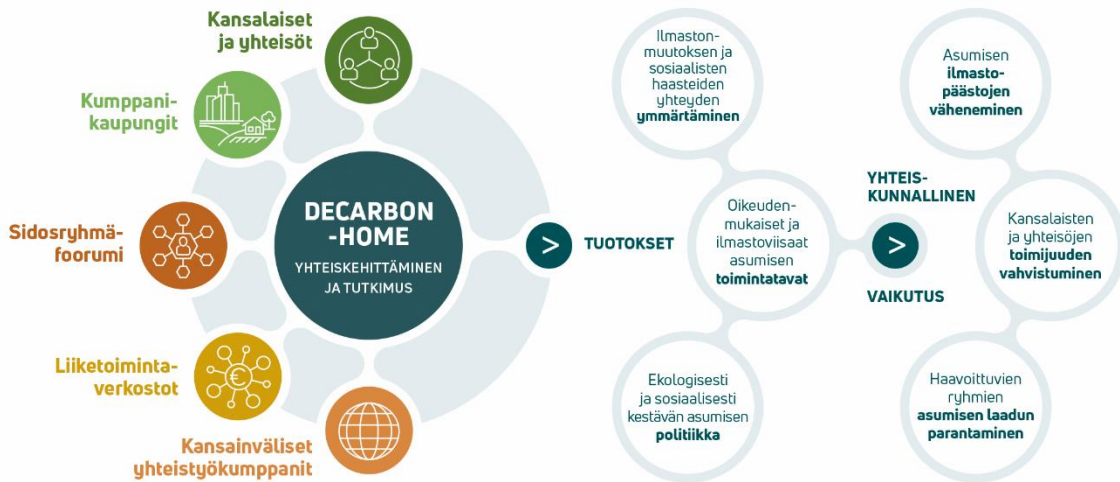 Kansalaiset
ja yhteisöt
Kumppani-
kaupungit
Sidosryhmä-
foorumi
Liiketoiminta-
verkostot
€
Kansainväliset
yhteistyökumppanit
DECARBON
-HOME
YHTEISKEHITTÄMINEN
JA TUTKIMUS
>
TUOTOKSET
Ilmaston-
muutoksen ja
sosiaalisten
haasteiden
yhteyden
ymmärtäminen
Oikeuden-
mukaiset ja
ilmastoviisaat
asumisen
toimintatavat
Ekologisesti
ja sosiaalisesti
kestävän asumisen
politiikka
YHTEIS-
KUNNALLINEN
>
VAIKUTUS
Asumisen
ilmasto-
päästöjen
väheneminen
Kansalaisten
ja yhteisöjen
toimijuuden
vahvistuminen
Haavoittuvien
ryhmien
asumisen laadun
parantaminen